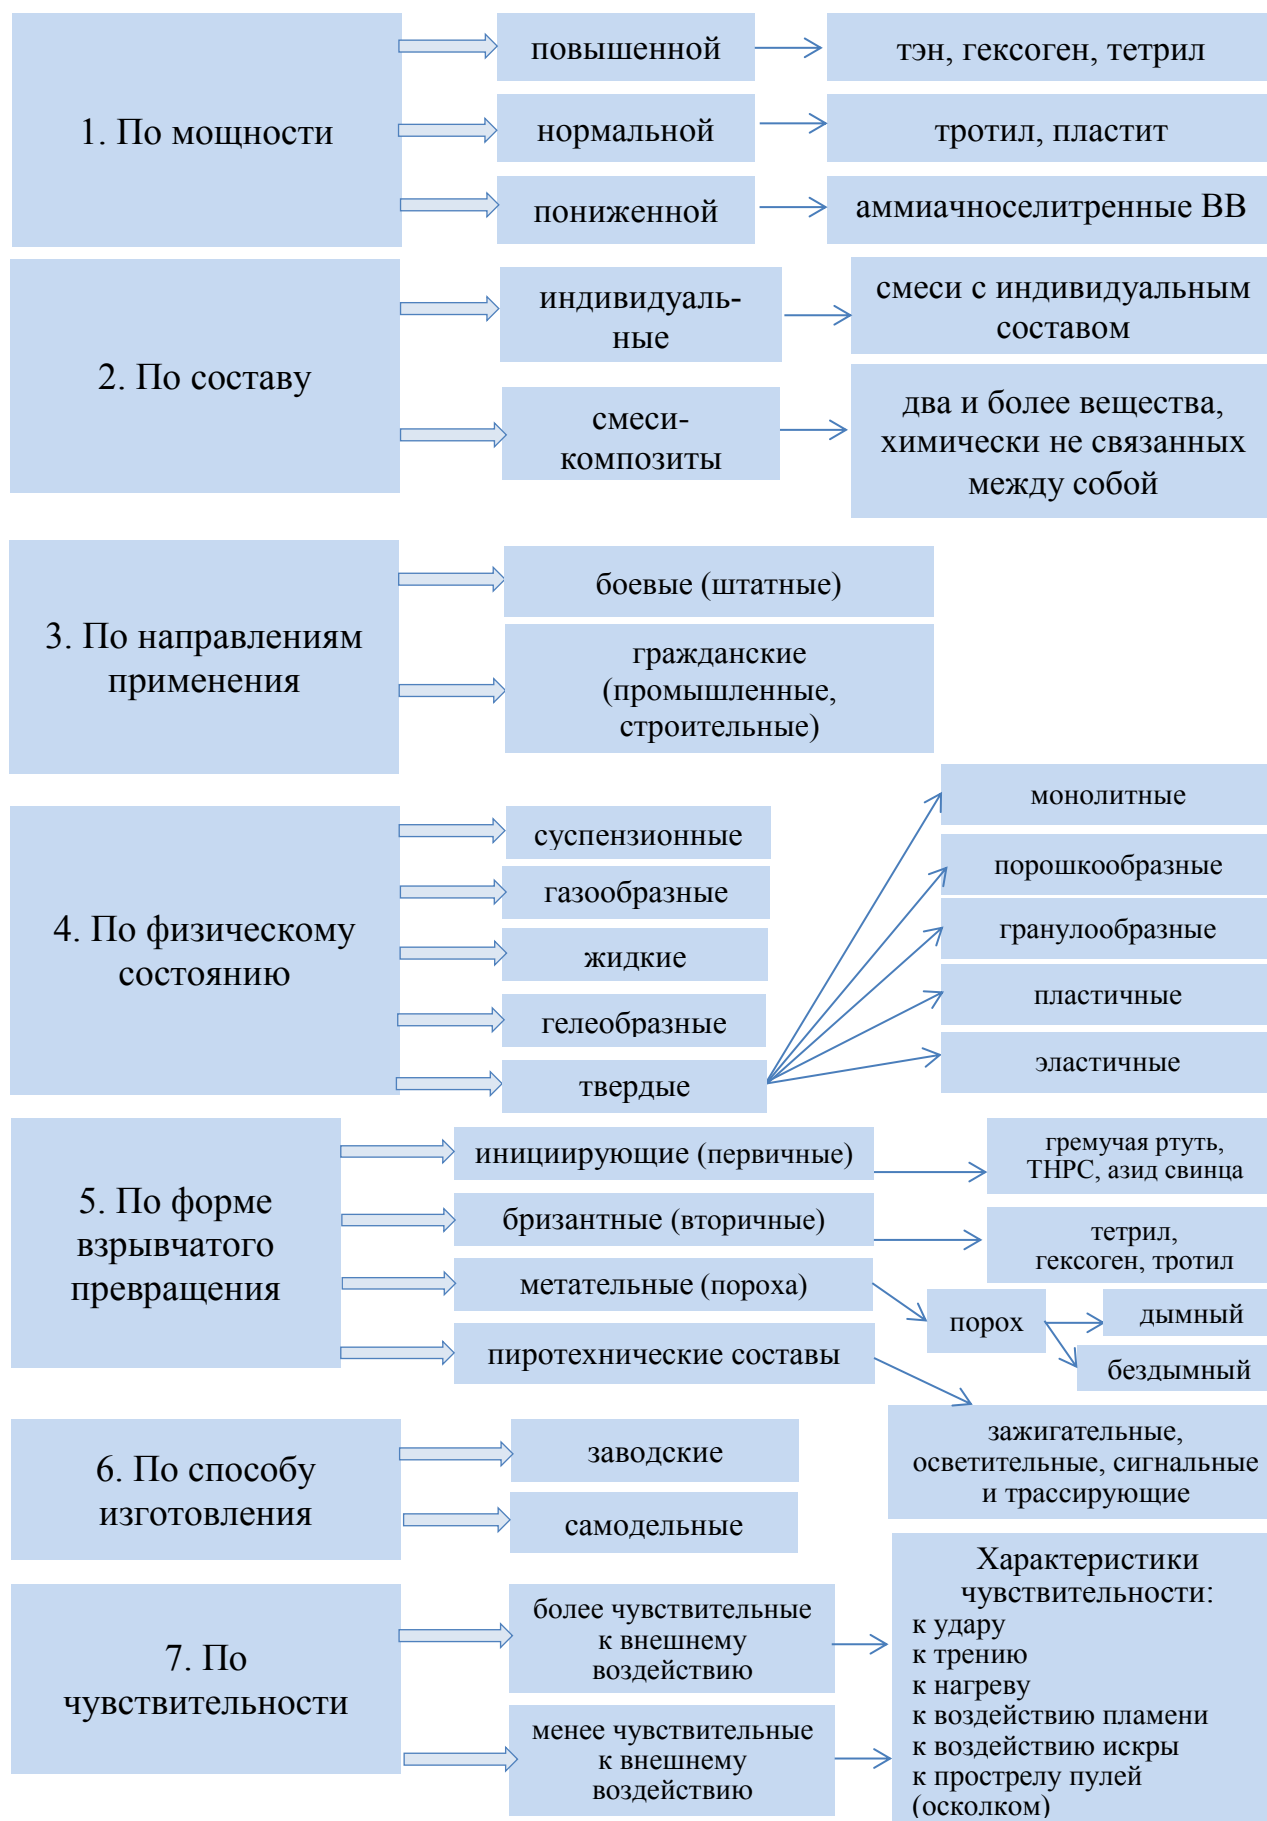 1. По мощности
повышенной
тэн, гексоген, тетрил
нормальной
тротил, пластит
пониженной
аммиачноселитренные ВВ
2. По составу
индивидуаль-
ные
смеси с индивидуальным
составом
смеси-
композиты
два и более вещества,
химически не связанных
между собой
3. По направлениям
применения
боевые (штатные)
гражданские
(промышленные,
строительные)
4. По физическому
состоянию
суспензионные
газообразные
жидкие
гелеобразные
твердые
монолитные
порошкообразные
гранулообразные
пластичные
эластичные
5. По форме
взрывчатого
превращения
инициирующие (первичные)
гремучая ртуть,
ТНРС, азид свинца
бризантные (вторичные)
тетрил,
гексоген, тротил
метательные (пороха)
порох
дымный
бездымный
пиротехнические составы
зажигательные,
осветительные, сигнальные
и трассирующие
6. По способу
изготовления
заводские
самодельные
7. По
чувствительности
более чувствительные
к внешнему
воздействию
менее чувствительные
к внешнему
воздействию
Характеристики
чувствительности:
к удару
к трению
к нагреву
к воздействию пламени
к воздействию искры
к прострелу пулей
(осколком)